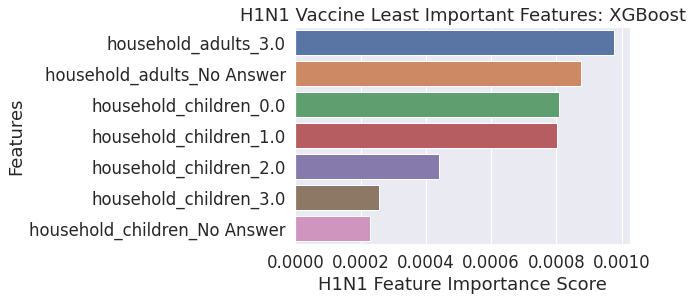 H1N1 Vaccine Least Important Features: XGBoost
household_adults_3.0
household_adults_No Answer
household_children_0.0
household_children_1.0
household_children_2.0
household_children_3.0
household_children_No Answer
Features
0.0000 0.0002 0.0004 0.0006 0.0008 0.0010
H1N1 Feature Importance Score